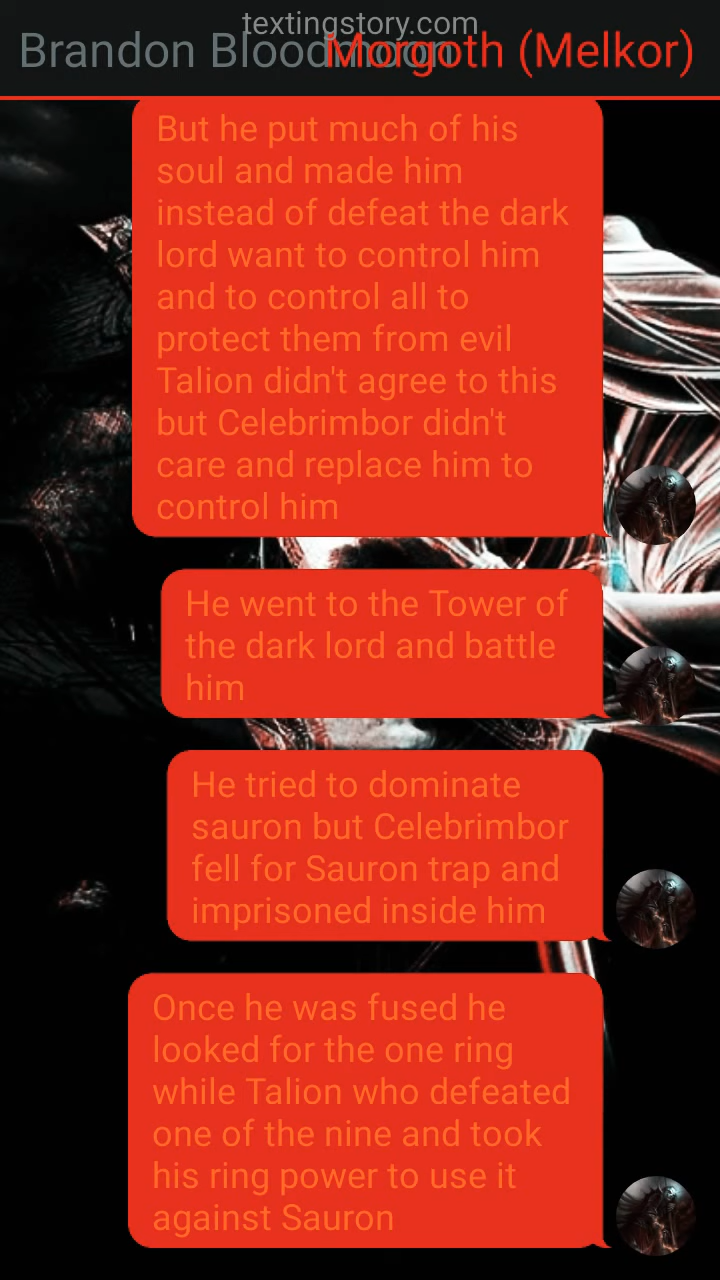 textingstory.com
Brandon Bloodmoon
Morgoth (Melkor)
But he put much of his
soul and made him
instead of defeat the dark
lord want to control him
and to control all to
protect them from evil
Talion didn't agree to this
but Celebrimbor didn't
care and replace him to
control him
He went to the Tower of
the dark lord and battle
him
He tried to dominate
sauron but Celebrimbor
fell for Sauron trap and
imprisoned inside him
Once he was fused he
looked for the one ring
while Talion who defeated
one of the nine and took
his ring power to use it
against Sauron